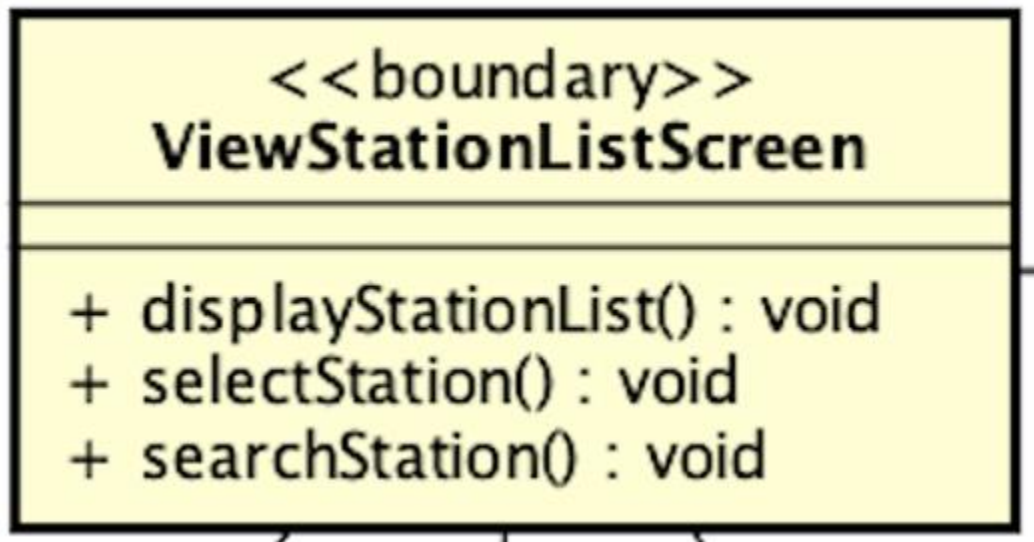 <<boundary>>
ViewStationListScreen
+ displayStationList() : void
+ selectStation() : void
+ searchStation() : void